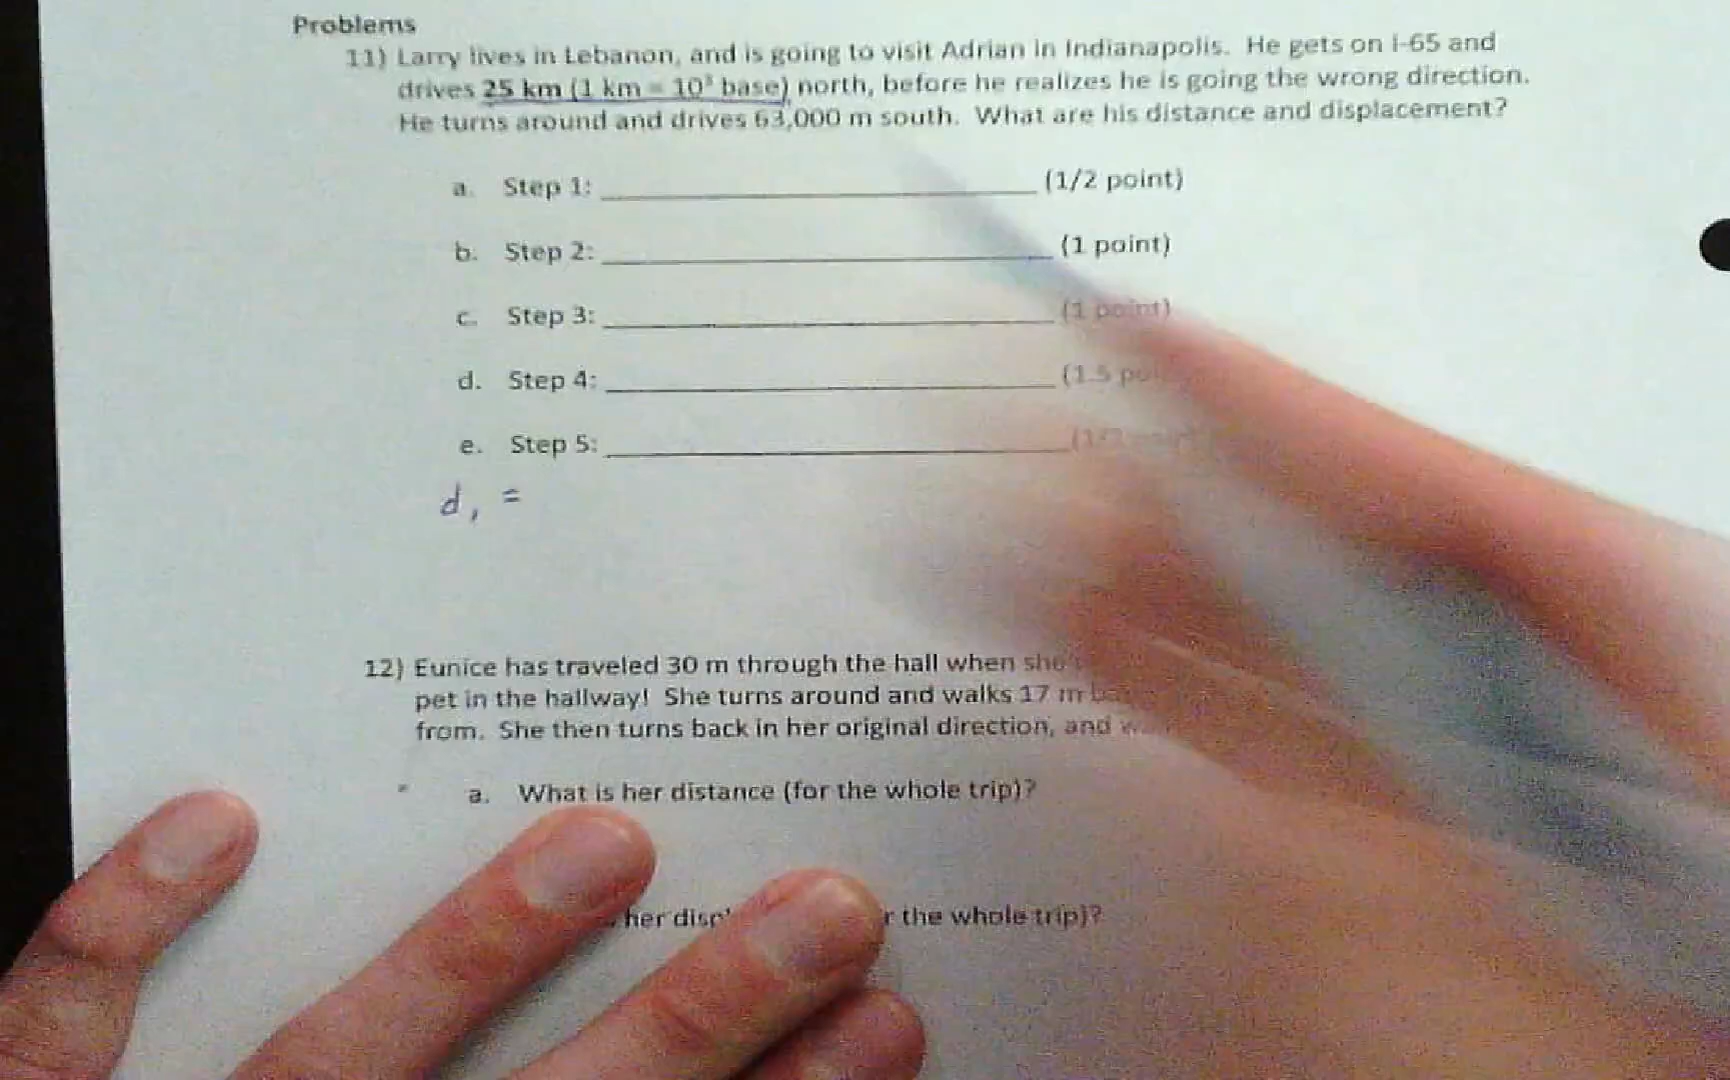 Problems
11) Larry lives in Lebanon, and is going to visit Adrian in Indianapolis. He gets on I-65 and
drives 25 km (1 km = 10³ base) north, before he realizes he is going the wrong direction.
He turns around and drives 63,000 m south. What are his distance and displacement?
a. Step 1: (1/2 point)
b. Step 2: (1 point)
c. Step 3: (1 point)
d. Step 4: (1.5
e. Step 5:
d₁ =
12) Eunice has traveled 30 m through the hall when
pet in the hallway! She turns around and walks 17 m
from. She then turns back in her original direction, and
a. What is her distance (for the whole trip)?
her the whole trip)?